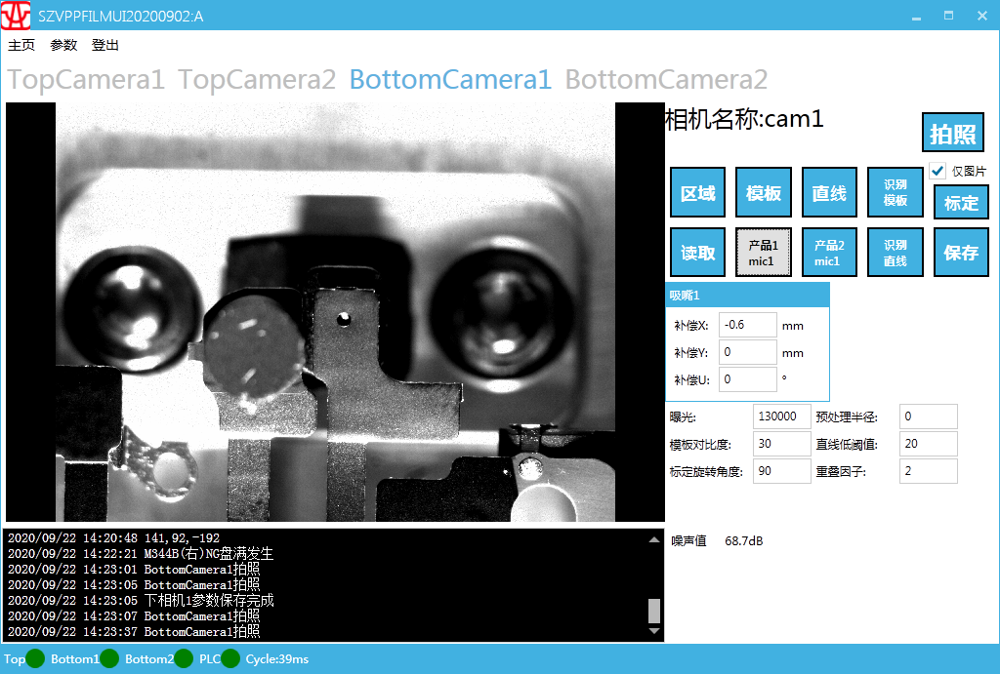 SZVPPFILMUI20200902:A
主页 参数 登出
TopCamera1 TopCamera2 BottomCamera1 BottomCamera2
相机名称:cam1
拍照
仅图片
区域 模板 直线 识别模板 标定
读取 产品1 mic1 产品2 mic1 识别直线 保存
吸嘴1
补偿X: -0.6 mm
补偿Y: 0 mm
补偿U: 0 °
曝光: 130000 预处理半径: 0
模板对比度: 30 直线低阈值: 20
标定旋转角度: 90 重叠因子: 2
噪声值 68.7dB
2020/09/22 14:20:48 141,92,-192
2020/09/22 14:22:21 M344B(右)NG盘满发生
2020/09/22 14:23:01 BottomCamera1拍照
2020/09/22 14:23:05 BottomCamera1拍照
2020/09/22 14:23:05 下相机1参数保存完成
2020/09/22 14:23:07 BottomCamera1拍照
2020/09/22 14:23:37 BottomCamera1拍照
Top Bottom1 Bottom2 PLC Cycle:39ms